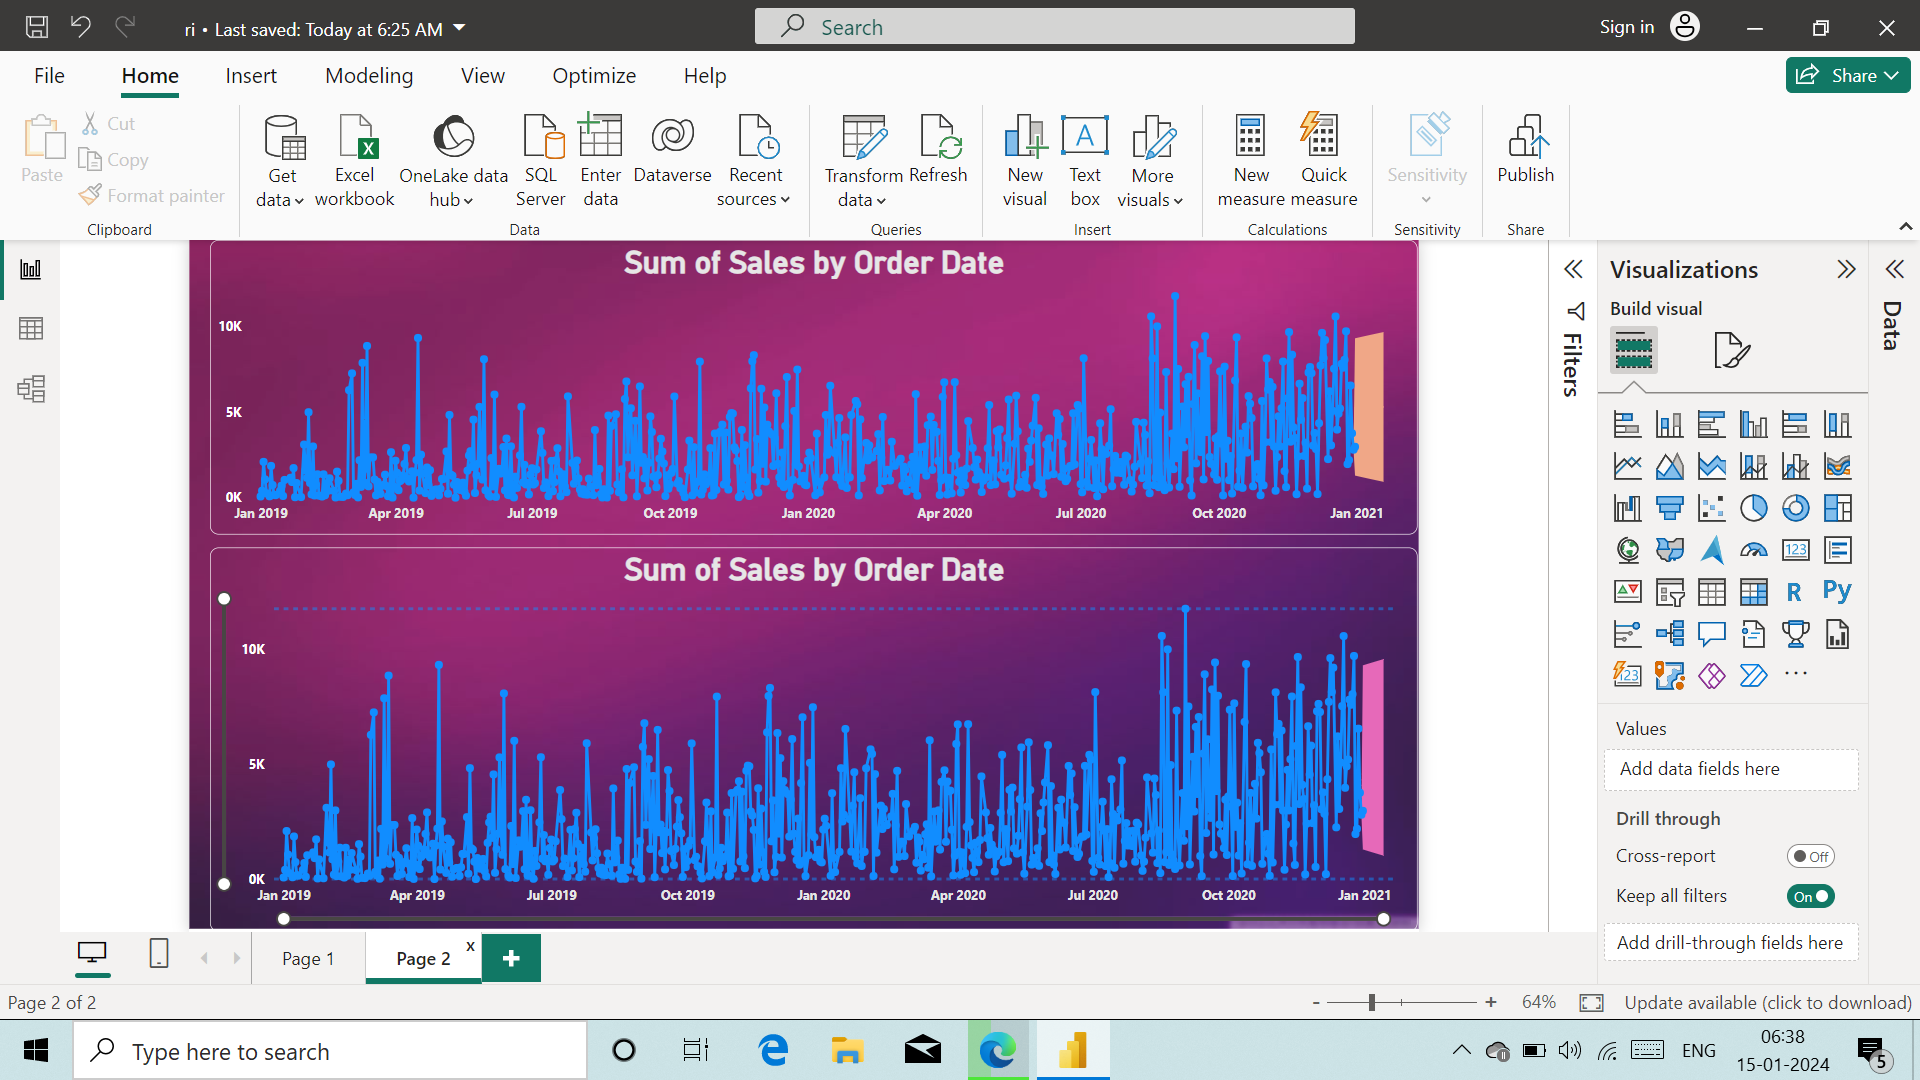 ri • Last saved: Today at 6:25 AM
Search
Sign in
File Home Insert Modeling View Optimize Help
Share
Paste
Cut
Copy
Format painter
Clipboard
Get data
Excel workbook
OneLake data hub
SQL Server
Enter data
Dataverse
Recent sources
Data
Transform data
Refresh
Queries
New visual
Text box
More visuals
Insert
New measure
Quick measure
Calculations
Sensitivity
Sensitivity
Publish
Share
Sum of Sales by Order Date
10K
5K
0K
Jan 2019 Apr 2019 Jul 2019 Oct 2019 Jan 2020 Apr 2020 Jul 2020 Oct 2020 Jan 2021
Sum of Sales by Order Date
10K
5K
0K
Jan 2019 Apr 2019 Jul 2019 Oct 2019 Jan 2020 Apr 2020 Jul 2020 Oct 2020 Jan 2021
Filters
Visualizations
Build visual
123
R
Py
123
...
Values
Add data fields here
Drill through
Cross-report
Off
Keep all filters
On
Add drill-through fields here
Data
Page 1
Page 2
x
+
Page 2 of 2
- + 64%
Update available (click to download)
Type here to search
ENG
06:38
15-01-2024
5